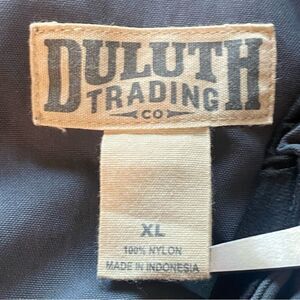 DULUTH
TRADING
CO
XL
100% NYLON
MADE IN INDONESIA